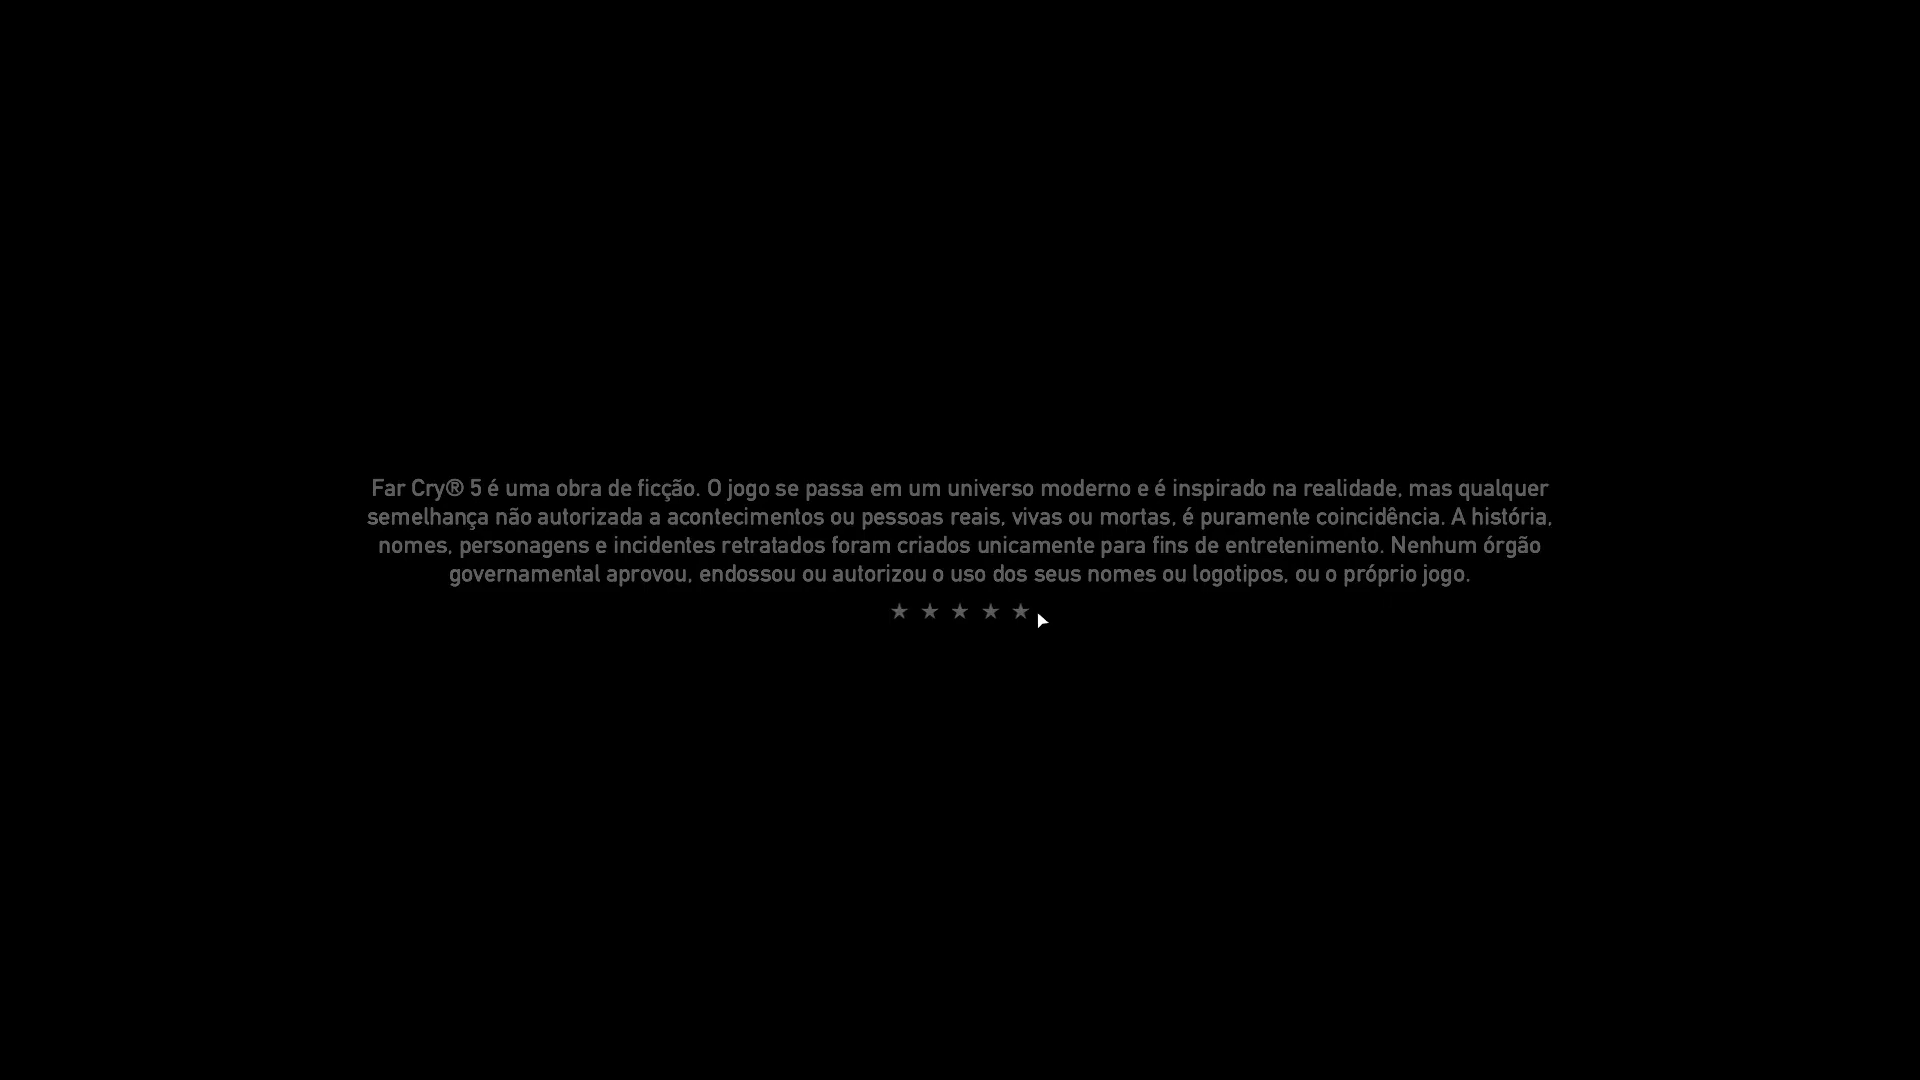 Far Cry® 5 é uma obra de ficção. O jogo se passa em um universo moderno e é inspirado na realidade, mas qualquer
semelhança não autorizada a acontecimentos ou pessoas reais, vivas ou mortas, é puramente coincidência. A história,
nomes, personagens e incidentes retratados foram criados unicamente para fins de entretenimento. Nenhum órgão
governamental aprovou, endossou ou autorizou o uso dos seus nomes ou logotipos, ou o próprio jogo.
★ ★ ★ ★ ★